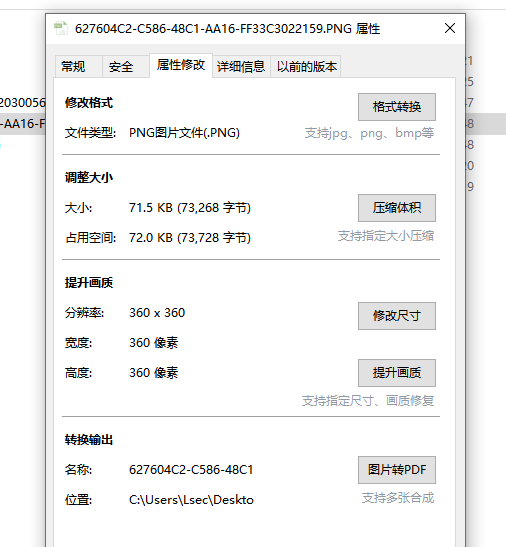 627604C2-C586-48C1-AA16-FF33C3022159.PNG 属性
常规 安全 属性修改 详细信息 以前的版本
修改格式
格式转换
文件类型: PNG图片文件(.PNG)
支持jpg、png、bmp等
调整大小
大小: 71.5 KB (73,268 字节)
压缩体积
占用空间: 72.0 KB (73,728 字节)
支持指定大小压缩
提升画质
分辨率: 360 x 360
修改尺寸
宽度: 360 像素
高度: 360 像素
提升画质
支持指定尺寸、画质修复
转换输出
名称: 627604C2-C586-48C1
图片转PDF
位置: C:\Users\Lsec\Deskto
支持多张合成
2030056
-AA16-F
21
25
47
48
48
20
19